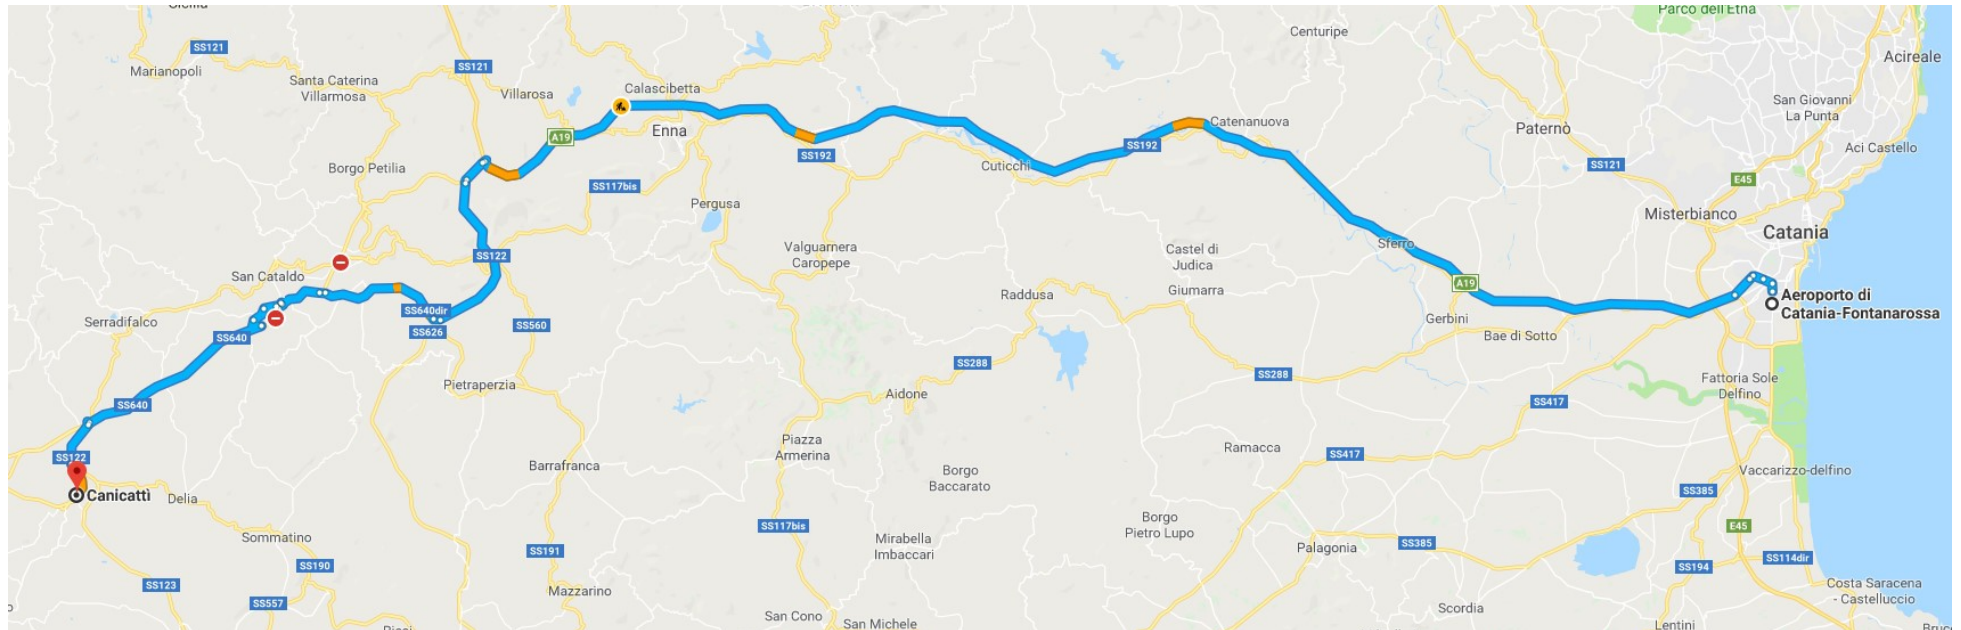 Parco dell'Etna
Centuripe
SS121
Acireale
Marianopoli
SS121
Santa Caterina
Villarmosa
Villarosa
Calascibetta
San Giovanni
La Punta
Catenanuova
Paternò
A19
Enna
SS192
SS192
Aci Castello
Borgo Petilia
Cuticchi
SS121
E45
SS117bis
Pergusa
Misterbianco
Catania
Valguarnera
Caropepe
Castel di
Judica
Sferro
SS122
San Cataldo
A19
Raddusa
Giumarra
Aeroporto di
Catania-Fontanarossa
SS640dir
Serradifalco
SS640
SS626
SS560
Gerbini
Bae di Sotto
SS288
SS288
Pietraperzia
Fattoria Sole
Delfino
Aidone
SS640
SS417
Piazza
Armerina
Ramacca
SS122
SS417
Barrafranca
Borgo
Baccarato
Vaccarizzo-delfino
Canicattì
Delia
SS385
SS117bis
Borgo
Pietro Lupo
E45
Sommatino
SS191
Mirabella
Imbaccari
Palagonia
SS385
SS114dir
SS190
SS194
SS123
Mazzarino
Costa Saracena
- Castelluccio
SS557
Scordia
San Cono
San Michele
Lentini